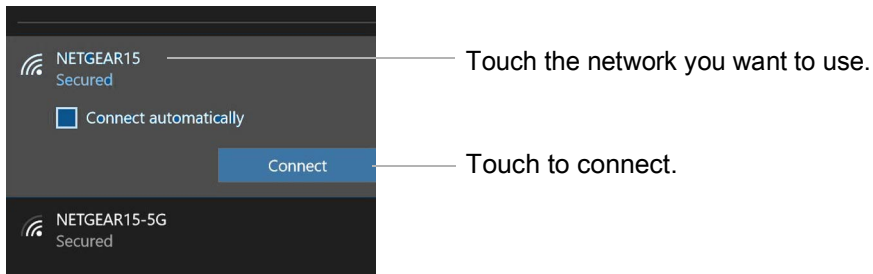 NETGEAR15
Secured
Touch the network you want to use.
Connect automatically
Connect
Touch to connect.
NETGEAR15-5G
Secured